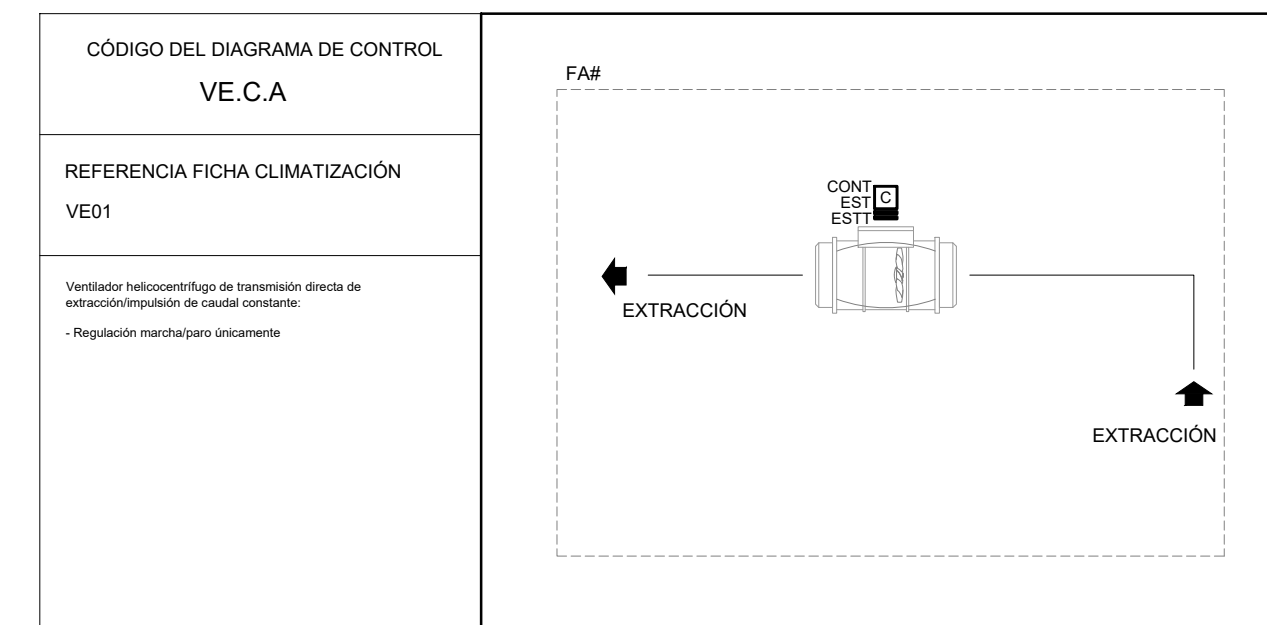 CÓDIGO DEL DIAGRAMA DE CONTROL
VE.C.A
REFERENCIA FICHA CLIMATIZACIÓN
VE01
Ventilador helicocentrífugo de transmisión directa de
extracción/impulsión de caudal constante:
- Regulación marcha/paro únicamente
FA#
CONT
EST
ESTT
C
EXTRACCIÓN
EXTRACCIÓN